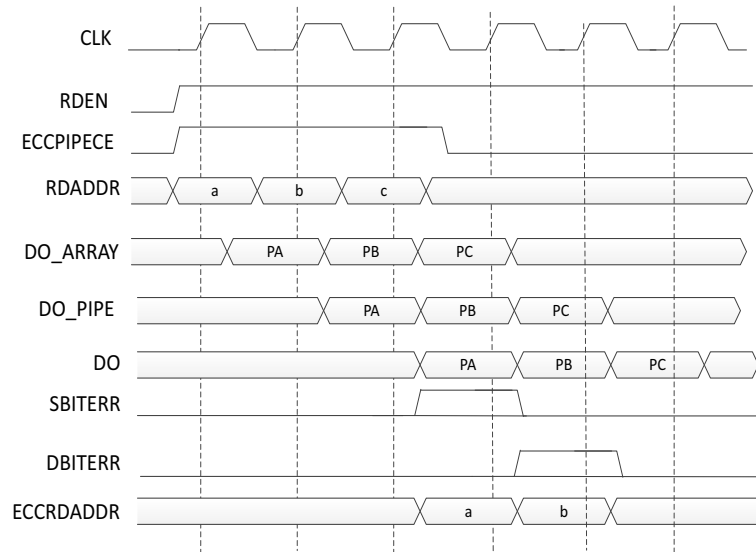 CLK
RDEN
ECCPIPECE
RDADDR a b c
DO_ARRAY PA PB PC
DO_PIPE PA PB PC
DO PA PB PC
SBITERR
DBITERR
ECCRDADDR a b